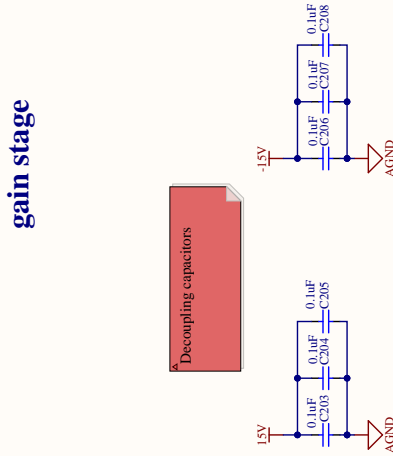 gain stage
Decoupling capacitors
15V
0.1uF
C203
0.1uF
C204
0.1uF
C205
AGND
-15V
0.1uF
C206
0.1uF
C207
0.1uF
C208
AGND